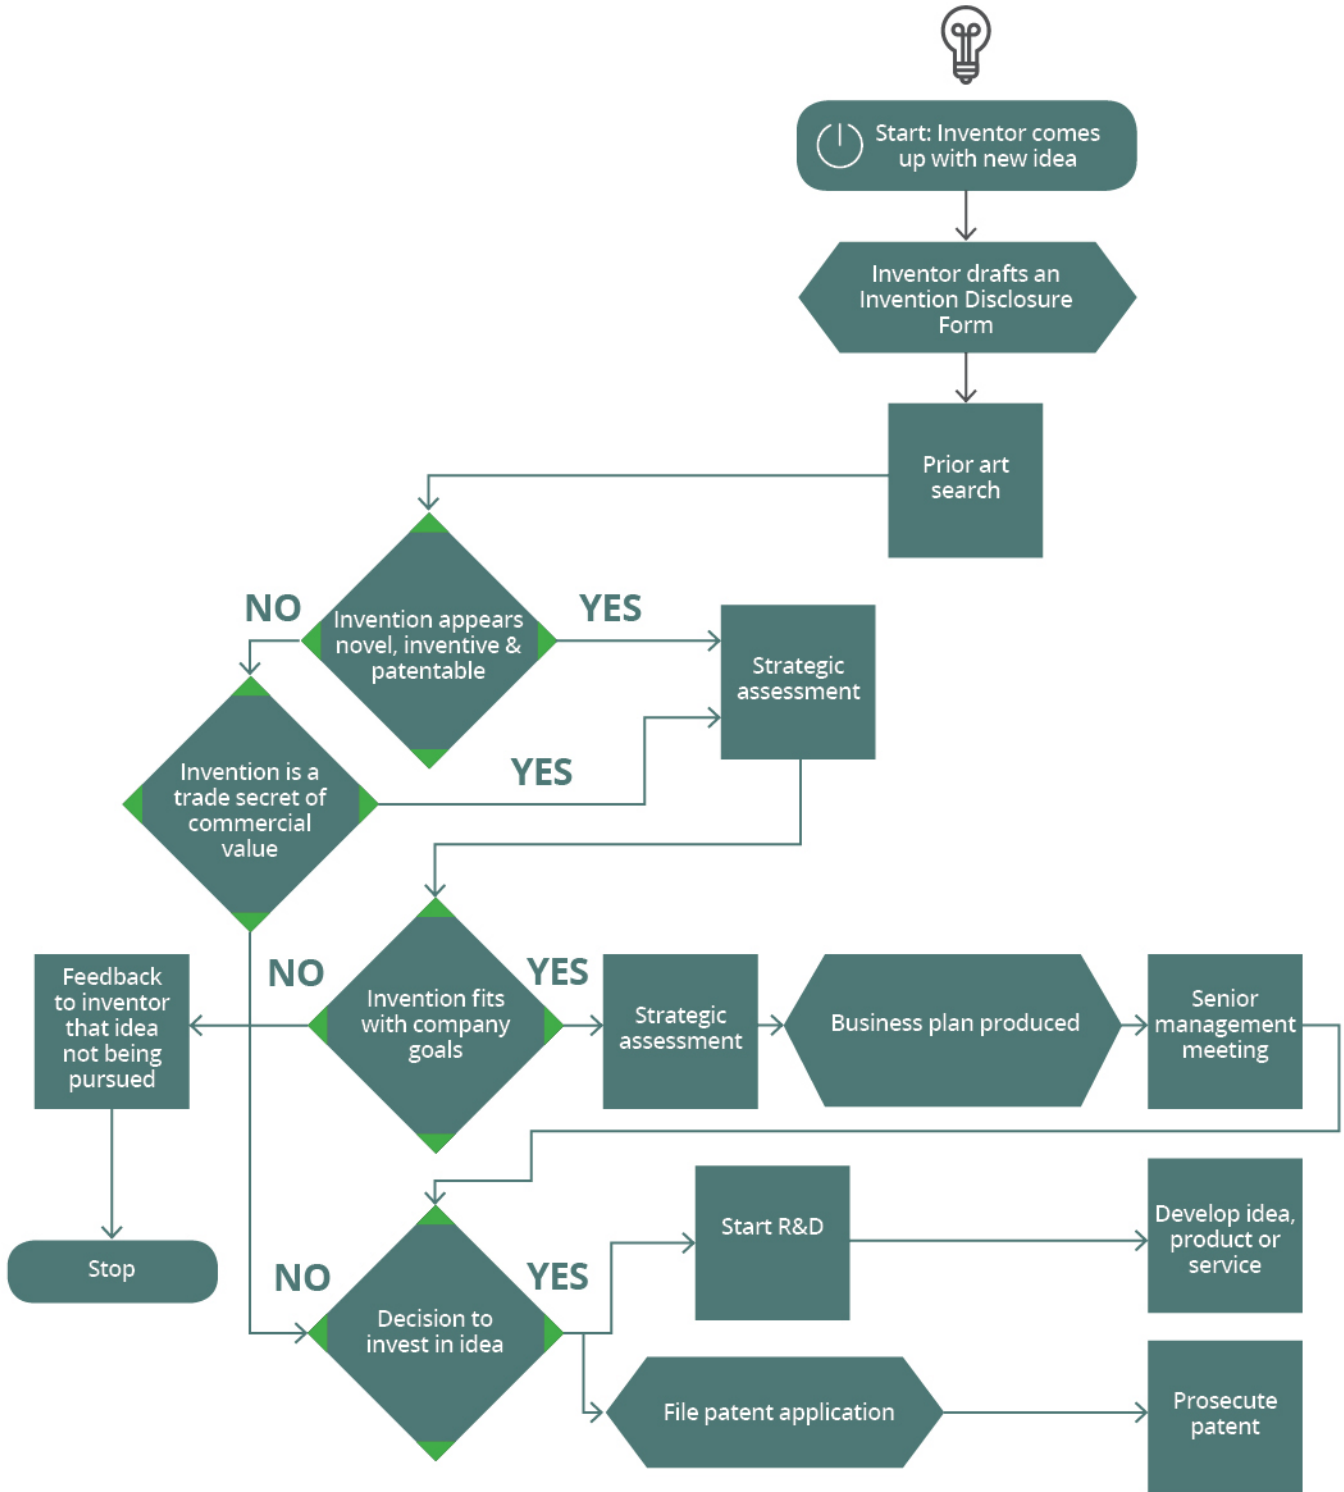 Start: Inventor comes
up with new idea
Inventor drafts an
Invention Disclosure
Form
Prior art
search
NO
YES
Invention appears
novel, inventive &
patentable
Strategic
assessment
YES
Invention is a
trade secret of
commercial
value
Feedback
to inventor
that idea
not being
pursued
NO
Invention fits
with company
goals
YES
Strategic
assessment
Business plan produced
Senior
management
meeting
Stop
NO
Decision to
invest in idea
YES
Start R&D
Develop idea,
product or
service
File patent application
Prosecute
patent